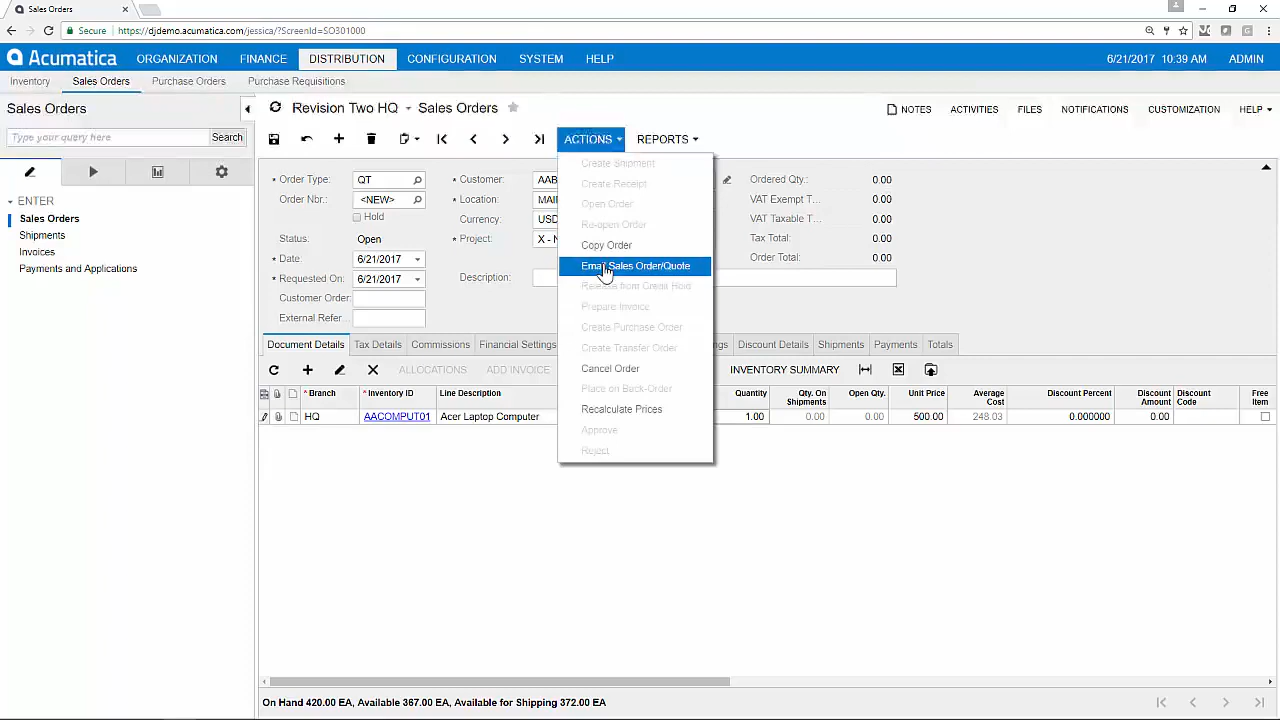 Sales Orders
Secure https://djdemo.acumatica.com/jessica/?ScreenId=SO301000
Acumatica ORGANIZATION FINANCE DISTRIBUTION CONFIGURATION SYSTEM HELP 6/21/2017 10:39 AM ADMIN
Inventory Sales Orders Purchase Orders Purchase Requisitions
Sales Orders Revision Two HQ Sales Orders NOTES ACTIVITIES FILES NOTIFICATIONS CUSTOMIZATION HELP
Type your query here Search
ACTIONS REPORTS
ENTER
Sales Orders
Shipments
Invoices
Payments and Applications
* Order Type: QT
Order Nbr.: <NEW>
Hold
Status: Open
* Date: 6/21/2017
* Requested On: 6/21/2017
Customer Order:
External Refer...
* Customer: AAB
* Location: MAI
Currency: USD
* Project: X - N
Description:
Create Shipment
Create Receipt
Open Order
Re-open Order
Copy Order
Email Sales Order/Quote
Release from Credit Hold
Prepare Invoice
Create Purchase Order
Create Transfer Order
Cancel Order
Place on Back-Order
Recalculate Prices
Approve
Reject
Ordered Qty.: 0.00
VAT Exempt T... 0.00
VAT Taxable T... 0.00
Tax Total: 0.00
Order Total: 0.00
Document Details Tax Details Commissions Financial Settings ngs Discount Details Shipments Payments Totals
ALLOCATIONS ADD INVOICE INVENTORY SUMMARY
* Branch * Inventory ID Line Description Quantity Qty. On Shipments Open Qty. Unit Price Average Cost Discount Percent Discount Amount Discount Code Free Item
HQ AACOMPUT01 Acer Laptop Computer 1.00 0.00 0.00 500.00 248.03 0.000000 0.00
On Hand 420.00 EA, Available 367.00 EA, Available for Shipping 372.00 EA